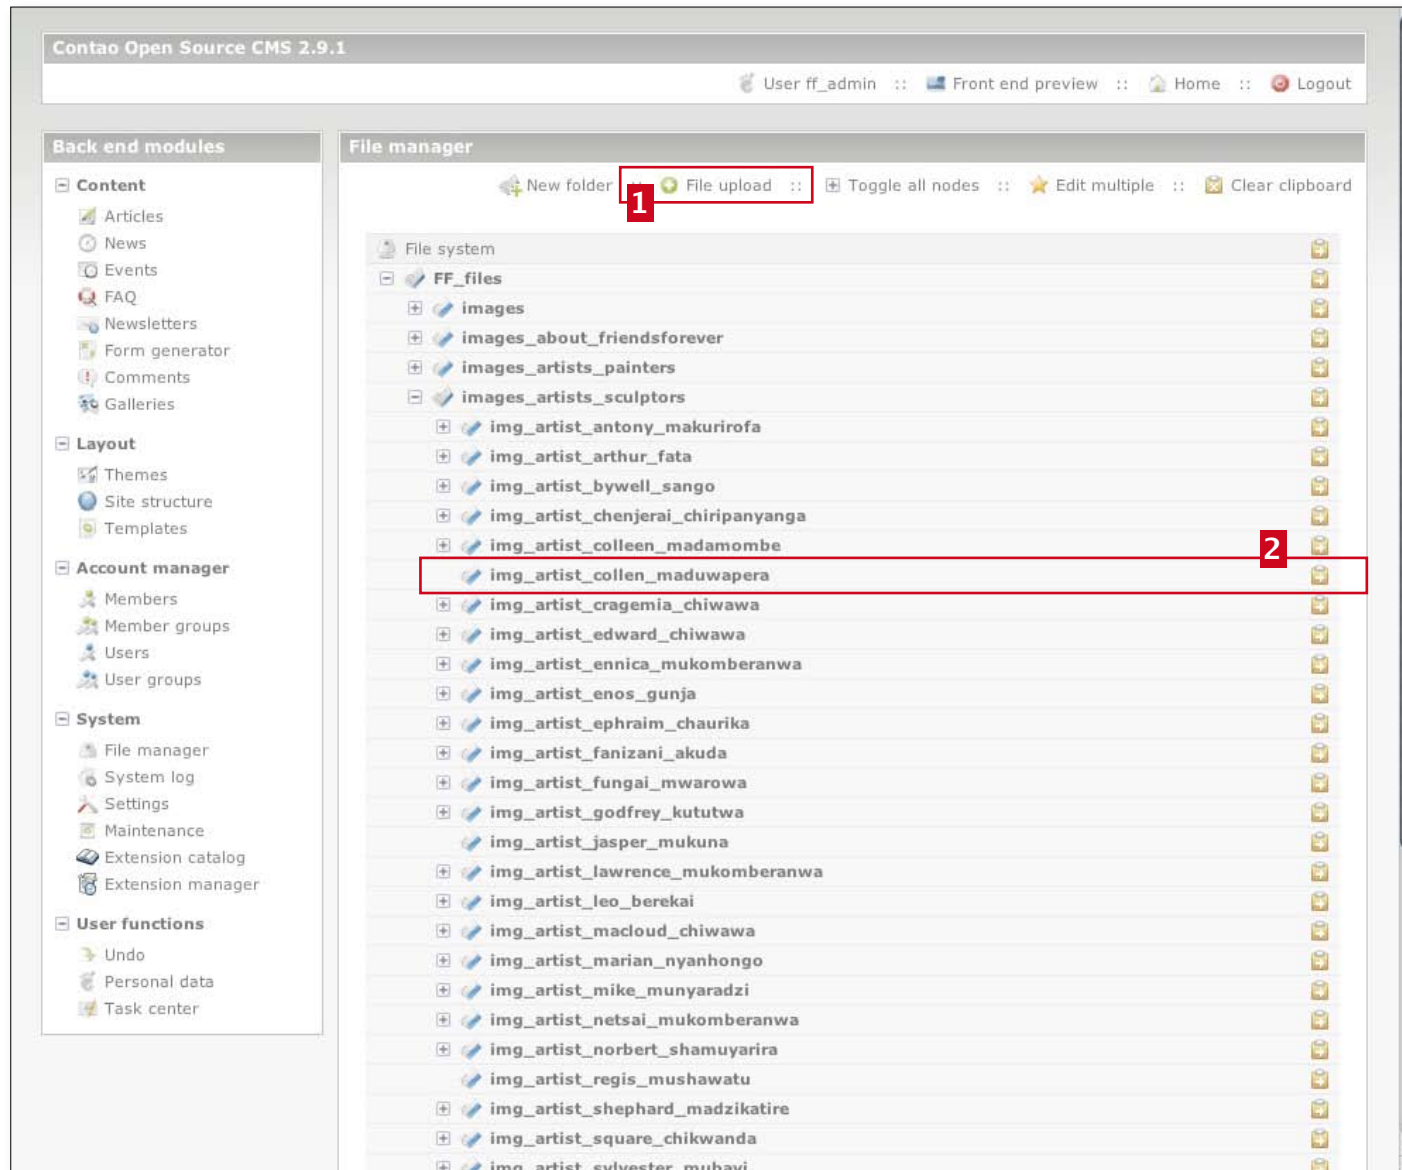 Contao Open Source CMS 2.9.1
User ff_admin :: Front end preview :: Home :: Logout
Back end modules
Content
Articles
News
Events
FAQ
Newsletters
Form generator
Comments
Galleries
Layout
Themes
Site structure
Templates
Account manager
Members
Member groups
Users
User groups
System
File manager
System log
Settings
Maintenance
Extension catalog
Extension manager
User functions
Undo
Personal data
Task center
File manager
New folder :: File upload :: Toggle all nodes :: Edit multiple :: Clear clipboard
1
File system
FF_files
images
images_about_friendsforever
images_artists_painters
images_artists_sculptors
img_artist_antony_makurirofa
img_artist_arthur_fata
img_artist_bywell_sango
img_artist_chenjerai_chiripanyanga
img_artist_colleen_madamombe
2
img_artist_collen_maduwapera
img_artist_cragemia_chiwawa
img_artist_edward_chiwawa
img_artist_ennica_mukomberanwa
img_artist_enos_gunja
img_artist_ephraim_chaurika
img_artist_fanizani_akuda
img_artist_fungai_mwarowa
img_artist_godfrey_kututwa
img_artist_jasper_mukuna
img_artist_lawrence_mukomberanwa
img_artist_leo_berekai
img_artist_macloud_chiwawa
img_artist_marian_nyanhongo
img_artist_mike_munyaradzi
img_artist_netsai_mukomberanwa
img_artist_norbert_shamuyarira
img_artist_regis_mushawatu
img_artist_shephard_madzikatire
img_artist_square_chikwanda
img_artist_sylvester_mubayi